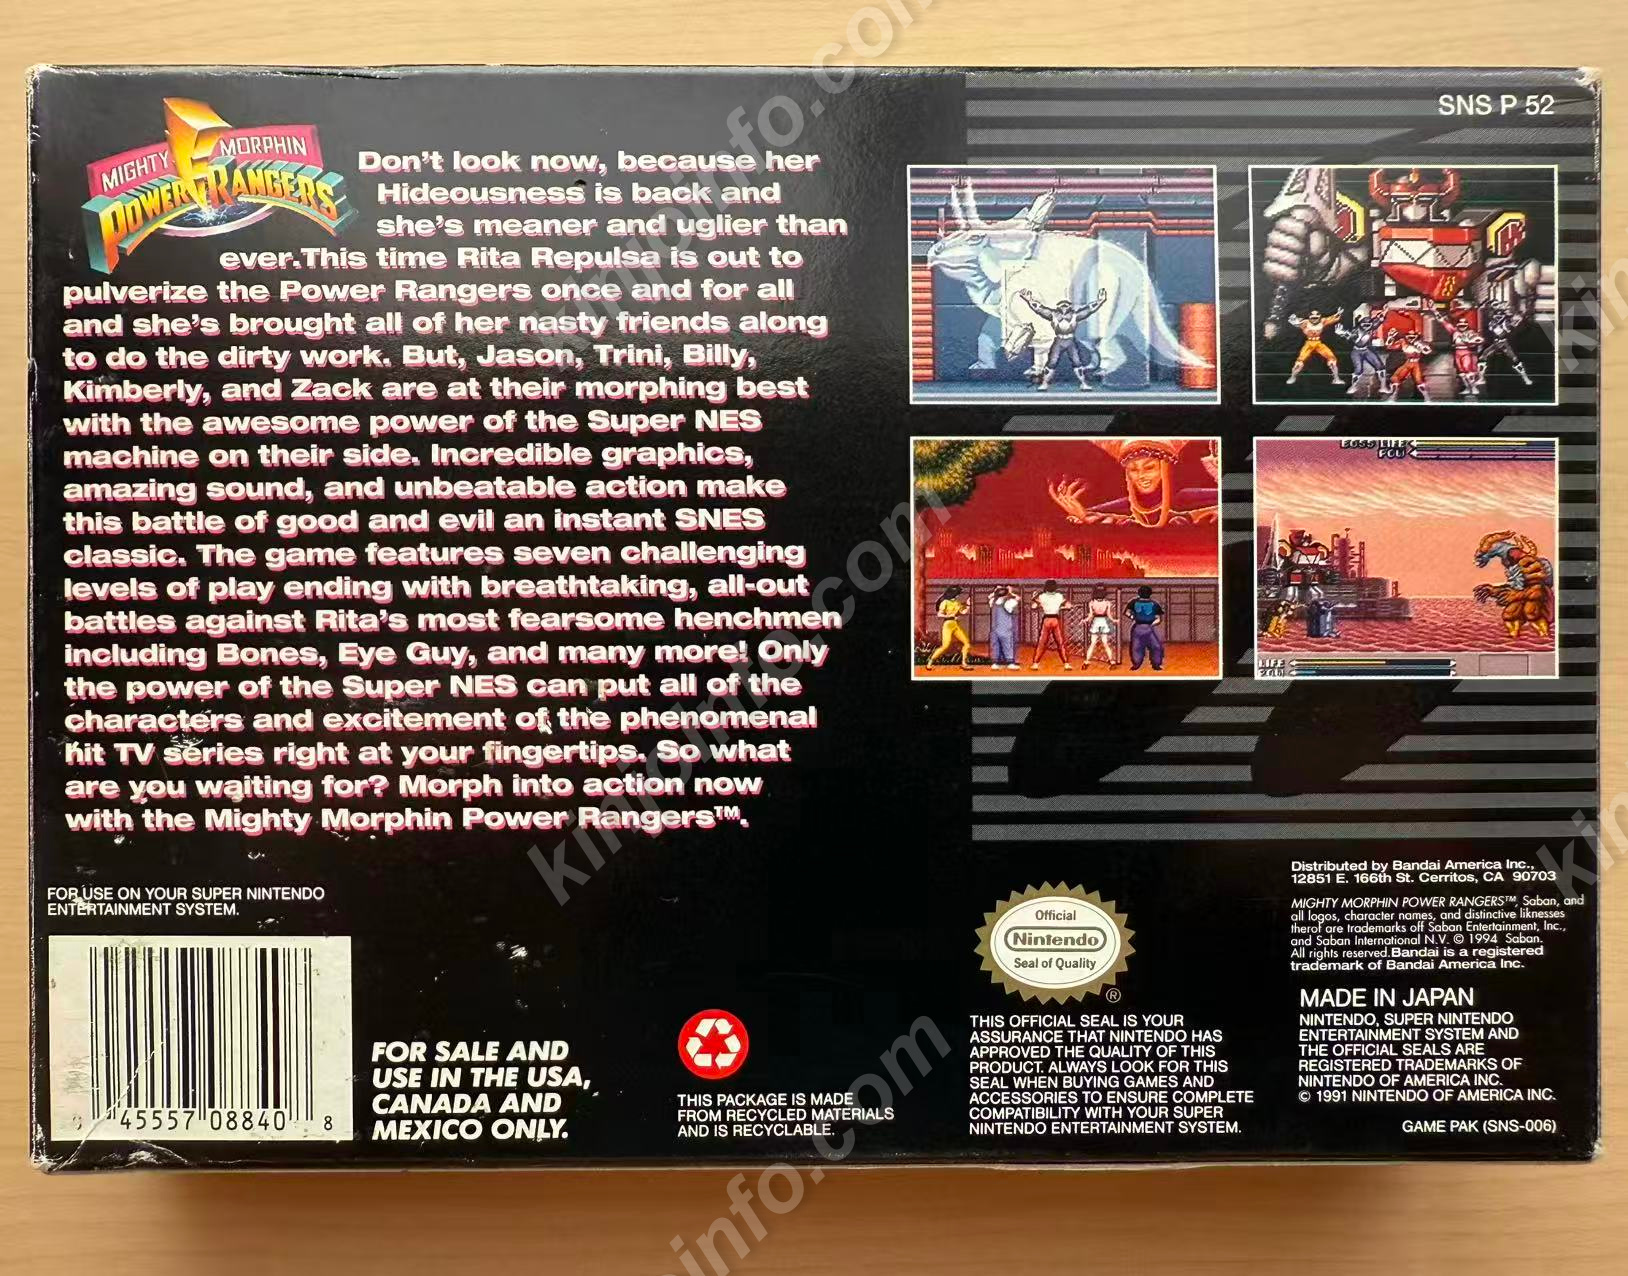 MIGHTY MORPHIN
POWER RANGERS
Don't look now, because her
Hideousness is back and
she's meaner and uglier than
ever.This time Rita Repulsa is out to
pulverize the Power Rangers once and for all
and she's brought all of her nasty friends along
to do the dirty work. But, Jason, Trini, Billy,
Kimberly, and Zack are at their morphing best
with the awesome power of the Super NES
machine on their side. Incredible graphics,
amazing sound, and unbeatable action make
this battle of good and evil an instant SNES
classic. The game features seven challenging
levels of play ending with breathtaking, all-out
battles against Rita's most fearsome henchmen
including Bones, Eye Guy, and many more! Only
the power of the Super NES can put all of the
characters and excitement of the phenomenal
hit TV series right at your fingertips. So what
are you waiting for? Morph into action now
with the Mighty Morphin Power Rangers™.
SNS P 52
BOSS LIFE
POW
LIFE
FOR USE ON YOUR SUPER NINTENDO
ENTERTAINMENT SYSTEM.
0 45557 08840 8
FOR SALE AND
USE IN THE USA,
CANADA AND
MEXICO ONLY.
THIS PACKAGE IS MADE
FROM RECYCLED MATERIALS
AND IS RECYCLABLE.
Official
Nintendo
Seal of Quality
®
THIS OFFICIAL SEAL IS YOUR
ASSURANCE THAT NINTENDO HAS
APPROVED THE QUALITY OF THIS
PRODUCT. ALWAYS LOOK FOR THIS
SEAL WHEN BUYING GAMES AND
ACCESSORIES TO ENSURE COMPLETE
COMPATIBILITY WITH YOUR SUPER
NINTENDO ENTERTAINMENT SYSTEM.
Distributed by Bandai America Inc.,
12851 E. 166th St. Cerritos, CA 90703
MIGHTY MORPHIN POWER RANGERS™, Saban, and
all logos, character names, and distinctive liknesses
therof are trademarks off Saban Entertainment, Inc.,
and Saban International N.V. © 1994 Saban.
All rights reserved.Bandai is a registered
trademark of Bandai America Inc.
MADE IN JAPAN
NINTENDO, SUPER NINTENDO
ENTERTAINMENT SYSTEM AND
THE OFFICIAL SEALS ARE
REGISTERED TRADEMARKS OF
NINTENDO OF AMERICA INC.
© 1991 NINTENDO OF AMERICA INC.
GAME PAK (SNS-006)
kinjoinfo.com
kinjoinfo.com
kinjoinfo.com